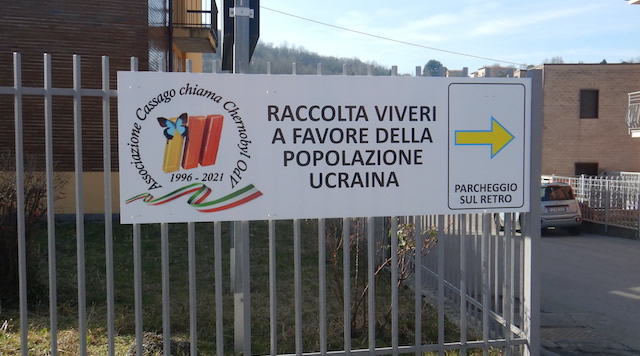 Associazione Cassago chiama Chernobyl OdV
1996 - 2021
RACCOLTA VIVERI
A FAVORE DELLA
POPOLAZIONE
UCRAINA
PARCHEGGIO
SUL RETRO